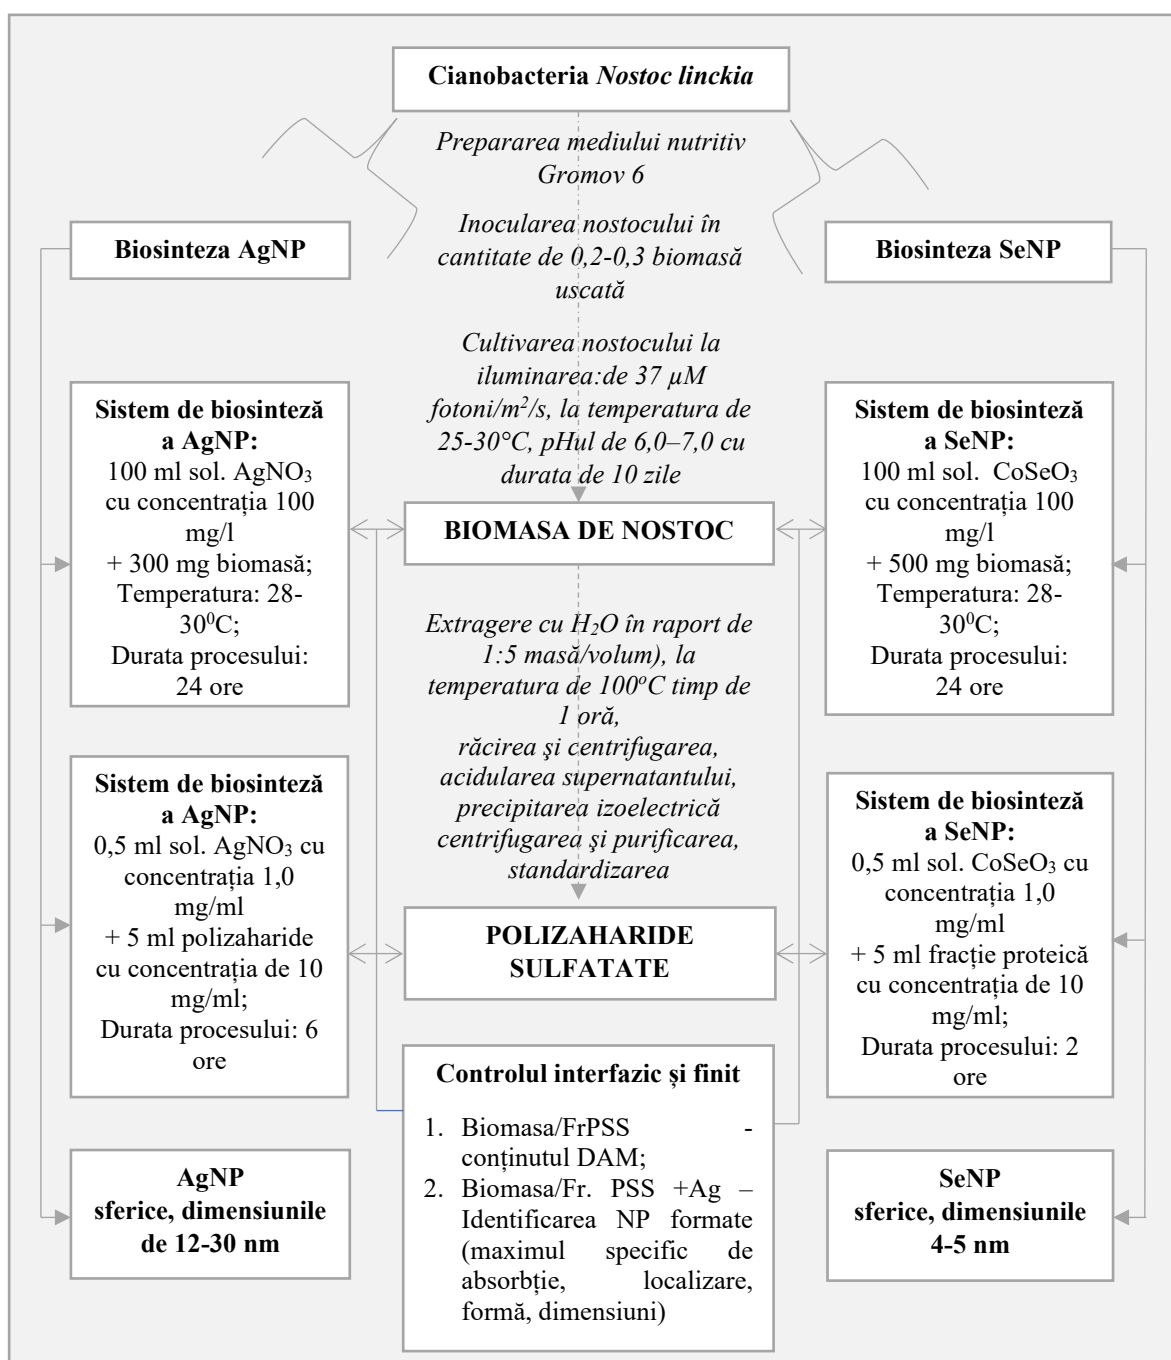 Cianobacteria Nostoc linckia
Prepararea mediului nutritiv
Gromov 6
Inocularea nostocului în
cantitate de 0,2-0,3 biomasă
uscată
Cultivarea nostocului la
iluminarea:de 37 µM
fotoni/m²/s, la temperatura de
25-30°C, pHul de 6,0–7,0 cu
durata de 10 zile
BIOMASA DE NOSTOC
Extragere cu H₂O în raport de
1:5 masă/volum), la
temperatura de 100°C timp de
1 oră,
răcirea şi centrifugarea,
acidularea supernatantului,
precipitarea izoelectrică
centrifugarea şi purificarea,
standardizarea
POLIZAHARIDE
SULFATATE
Controlul interfazic și finit
1. Biomasa/FrPSS -
conținutul DAM;
2. Biomasa/Fr. PSS +Ag –
Identificarea NP formate
(maximul specific de
absorbție, localizare,
formă, dimensiuni)
Biosinteza AgNP
Sistem de biosinteză
a AgNP:
100 ml sol. AgNO₃
cu concentrația 100
mg/l
+ 300 mg biomasă;
Temperatura: 28-
30⁰C;
Durata procesului:
24 ore
Sistem de biosinteză
a AgNP:
0,5 ml sol. AgNO₃ cu
concentrația 1,0
mg/ml
+ 5 ml polizaharide
cu concentrația de 10
mg/ml;
Durata procesului: 6
ore
AgNP
sferice, dimensiunile
de 12-30 nm
Biosinteza SeNP
Sistem de biosinteză
a SeNP:
100 ml sol. CoSeO₃
cu concentrația 100
mg/l
+ 500 mg biomasă;
Temperatura: 28-
30⁰C;
Durata procesului:
24 ore
Sistem de biosinteză
a SeNP:
0,5 ml sol. CoSeO₃ cu
concentrația 1,0
mg/ml
+ 5 ml fracție proteică
cu concentrația de 10
mg/ml;
Durata procesului: 2
ore
SeNP
sferice, dimensiunile
4-5 nm